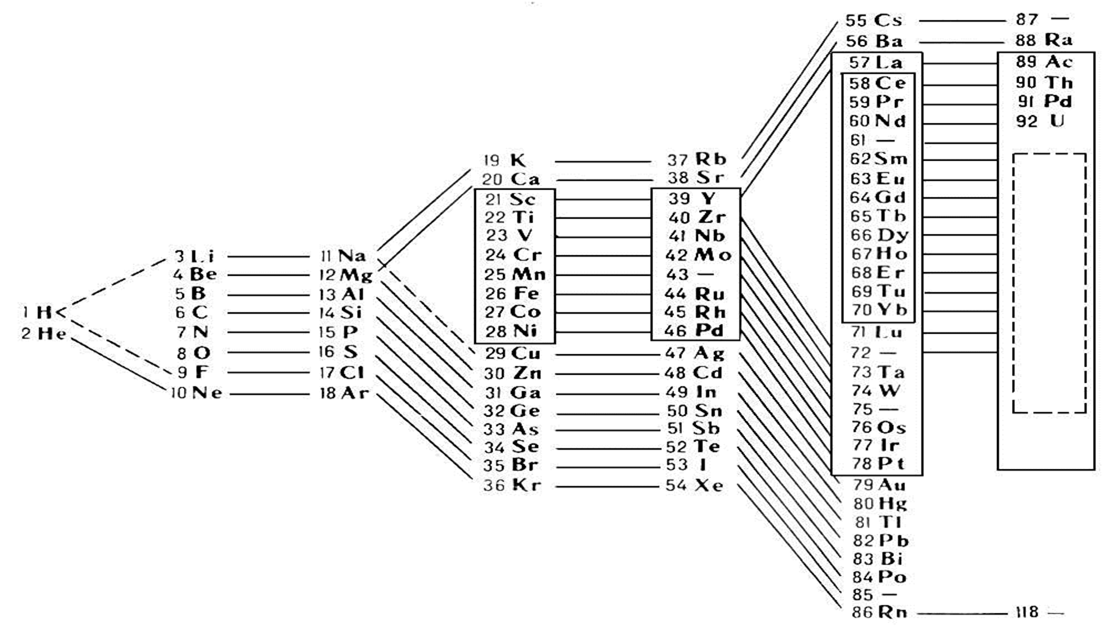 1 H
2 He
3 Li
4 Be
5 B
6 C
7 N
8 O
9 F
10 Ne
11 Na
12 Mg
13 Al
14 Si
15 P
16 S
17 Cl
18 Ar
19 K
20 Ca
21 Sc
22 Ti
23 V
24 Cr
25 Mn
26 Fe
27 Co
28 Ni
29 Cu
30 Zn
31 Ga
32 Ge
33 As
34 Se
35 Br
36 Kr
37 Rb
38 Sr
39 Y
40 Zr
41 Nb
42 Mo
43 —
44 Ru
45 Rh
46 Pd
47 Ag
48 Cd
49 In
50 Sn
51 Sb
52 Te
53 I
54 Xe
55 Cs
56 Ba
57 La
58 Ce
59 Pr
60 Nd
61 —
62 Sm
63 Eu
64 Gd
65 Tb
66 Dy
67 Ho
68 Er
69 Tu
70 Yb
71 Lu
72 —
73 Ta
74 W
75 —
76 Os
77 Ir
78 Pt
79 Au
80 Hg
81 Tl
82 Pb
83 Bi
84 Po
85 —
86 Rn
87 —
88 Ra
89 Ac
90 Th
91 Pd
92 U
118 —